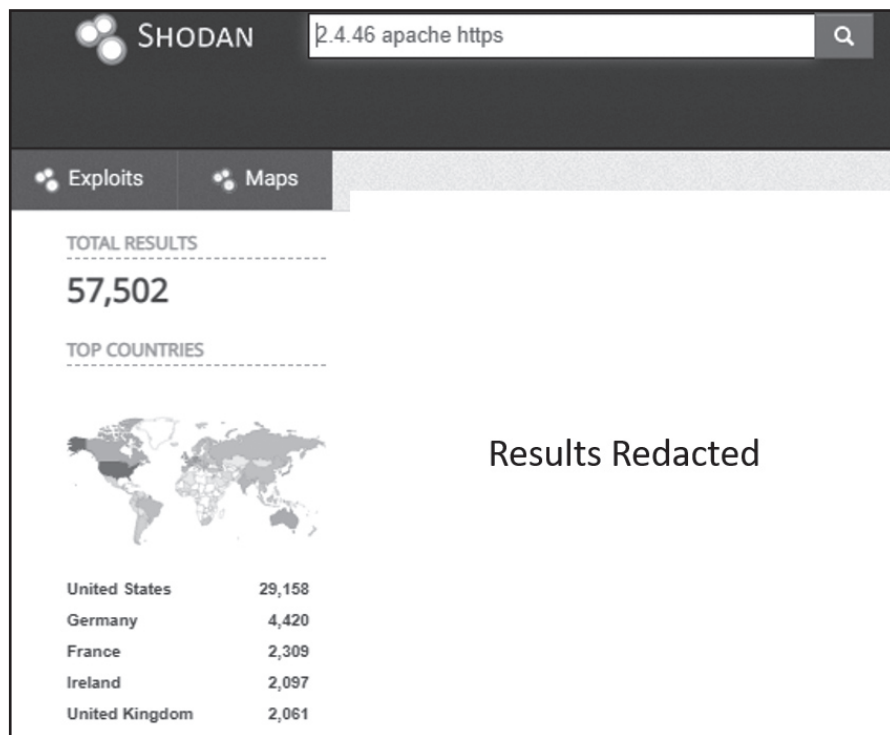 SHODAN
2.4.46 apache https
Exploits Maps
TOTAL RESULTS
57,502
TOP COUNTRIES
Results Redacted
United States 29,158
Germany 4,420
France 2,309
Ireland 2,097
United Kingdom 2,061